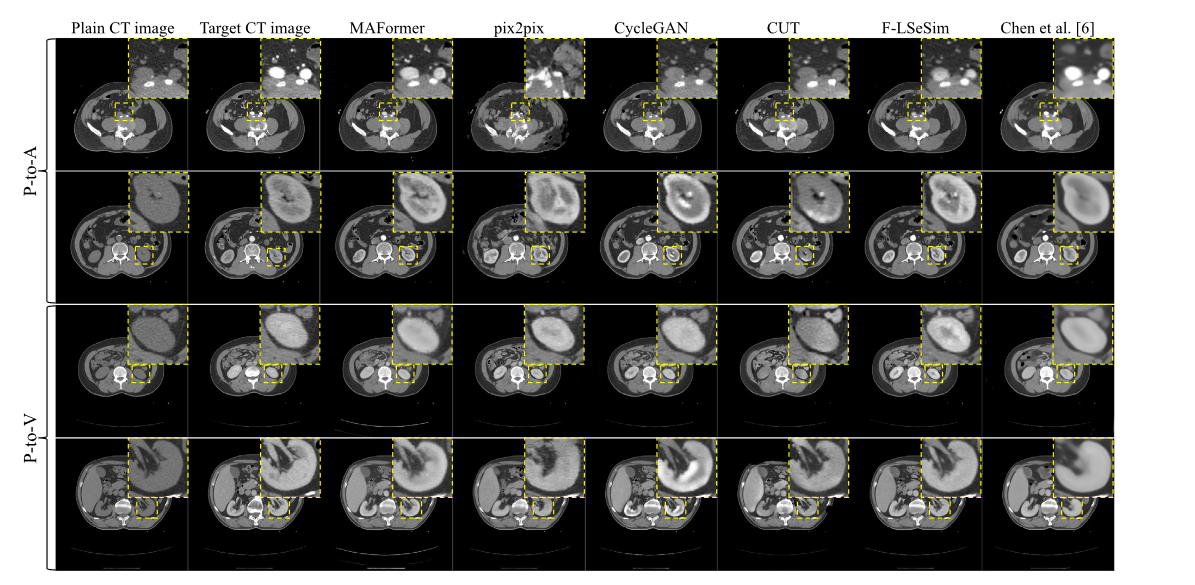 Plain CT image Target CT image MAFormer pix2pix CycleGAN CUT F-LSeSim Chen et al. [6]
P-to-A
P-to-V